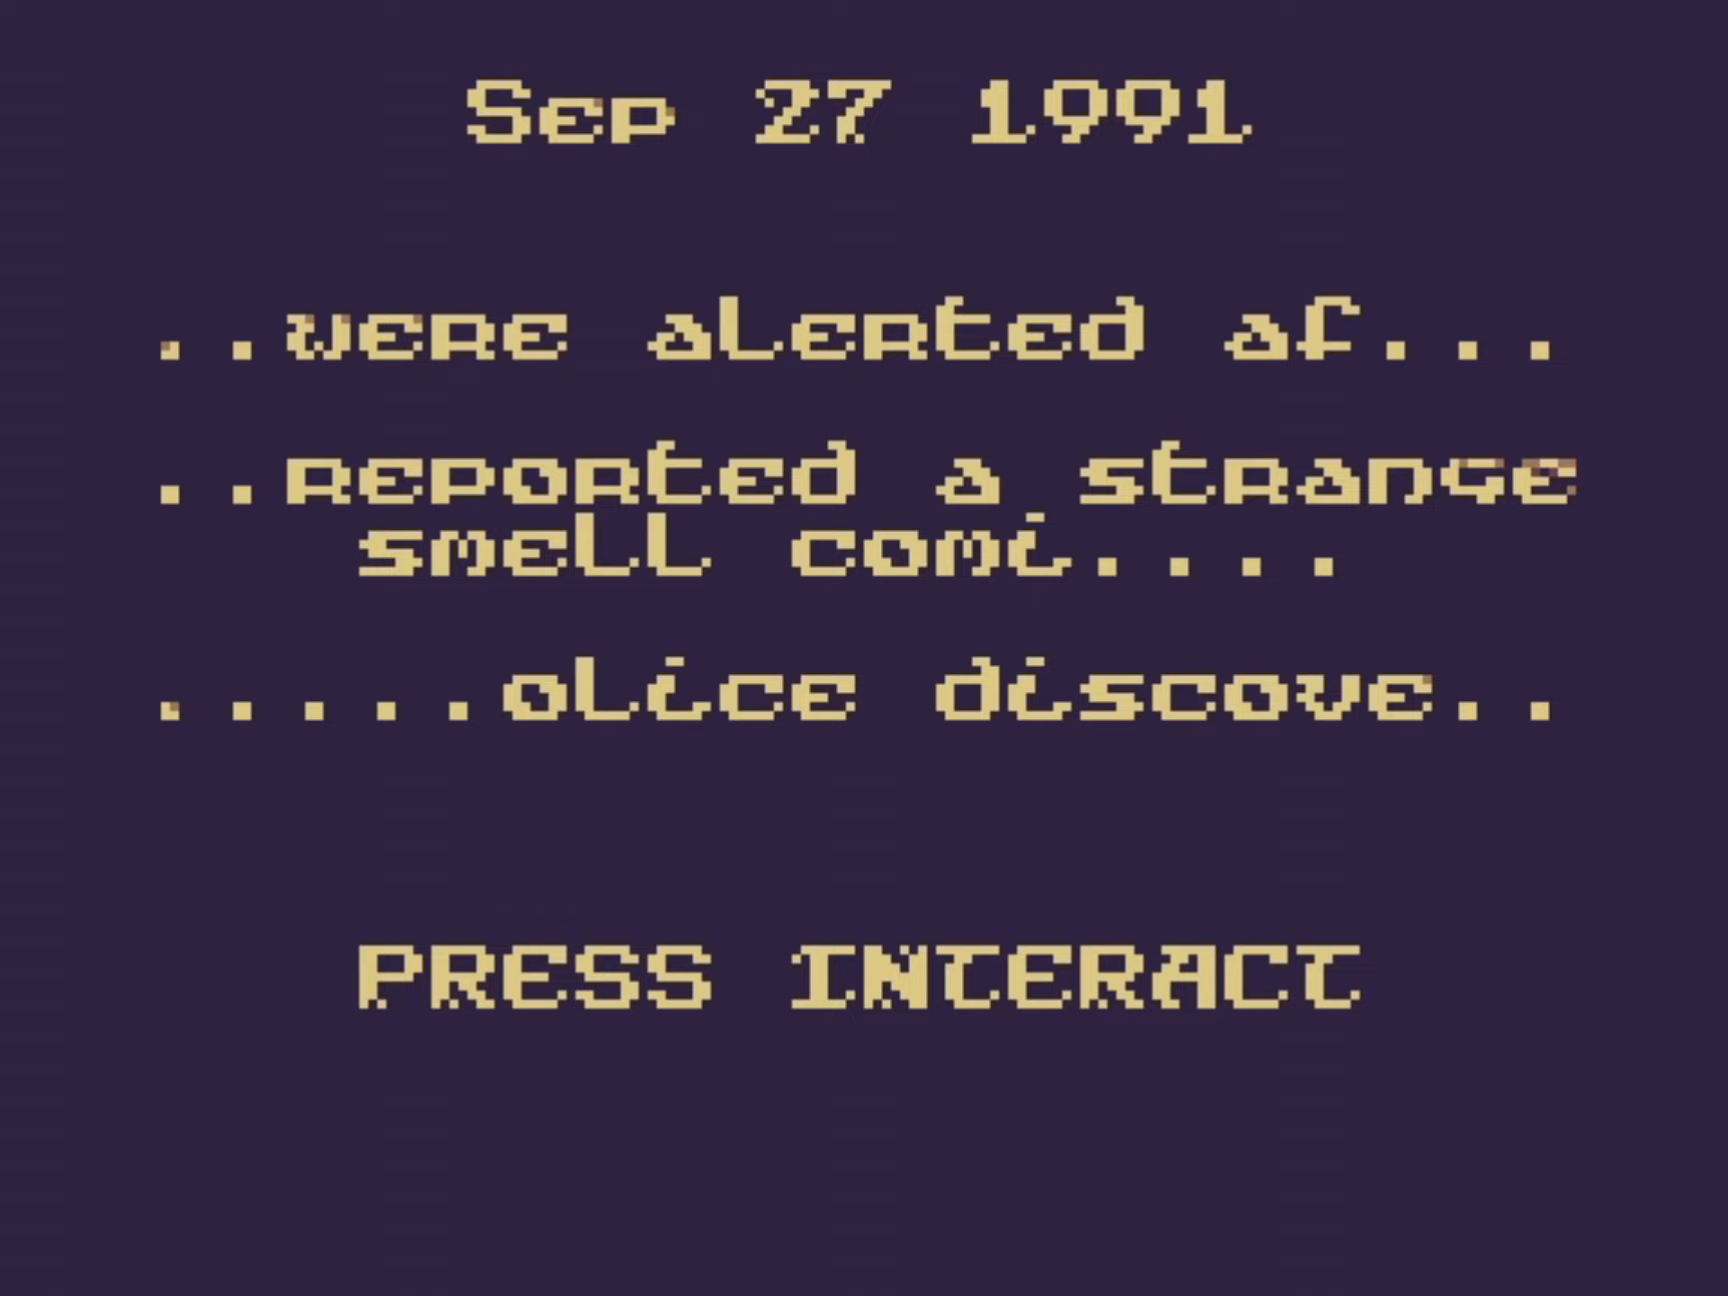 Sep 27 1991
..were alerted af...
..reported a strange
smell comi....
.....olice discove..
PRESS INTERACT